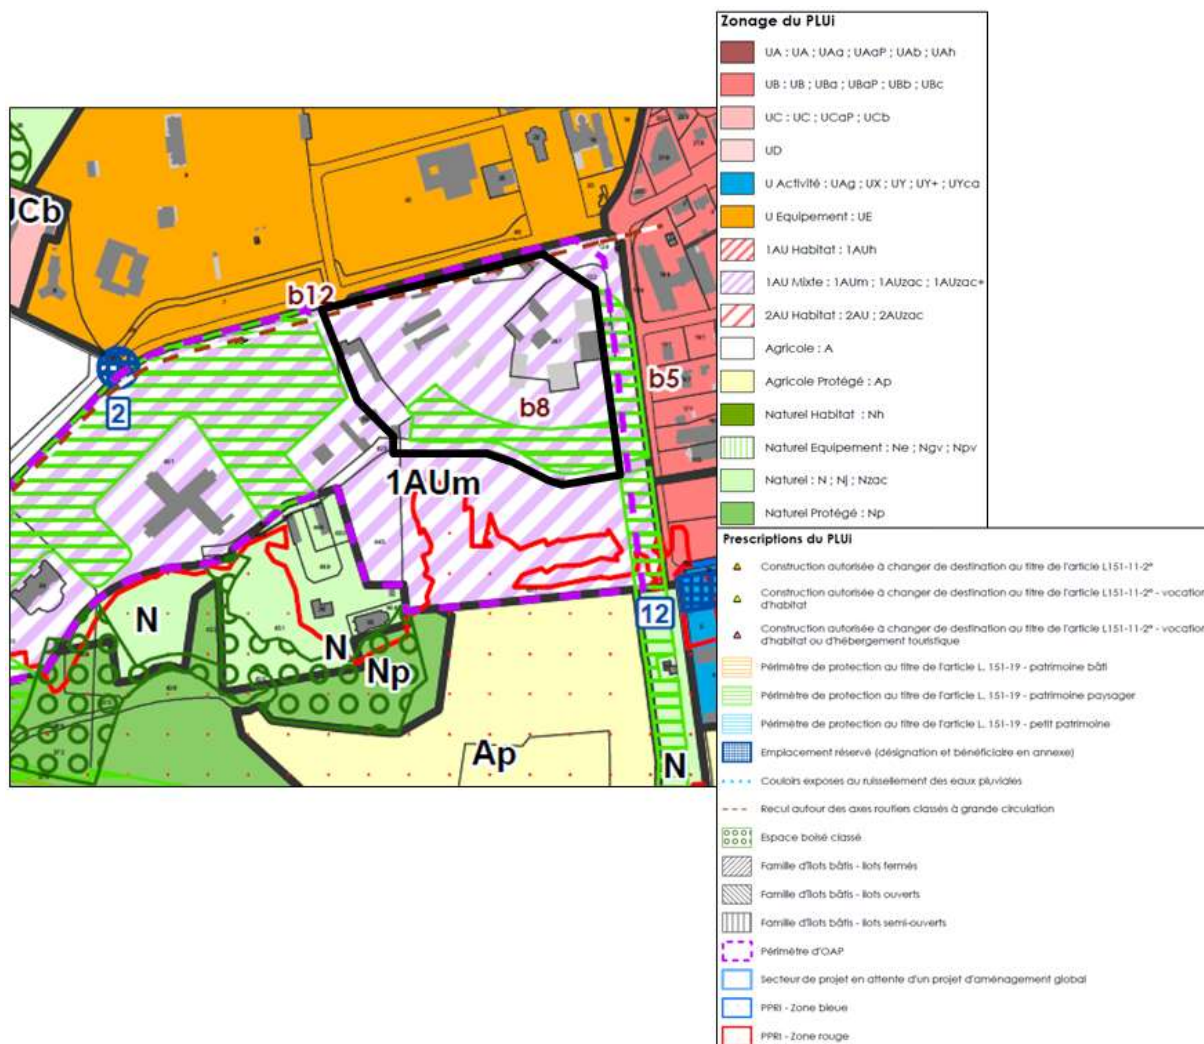 Zonage du PLUi
UA : UA ; UAa ; UAaP ; UAb ; UAh
UB : UB ; UBa ; UBaP ; UBb ; UBc
UC : UC ; UCaP ; UCb
UD
U Activité : UAg ; UX ; UY ; UY+ ; UYca
U Equipement : UE
1AU Habitat : 1AUh
1AU Mixte : 1AUm ; 1AUzac ; 1AUzac+
2AU Habitat : 2AU ; 2AUzac
Agricole : A
Agricole Protégé : Ap
Naturel Habitat : Nh
Naturel Equipement : Ne ; Ngv ; Npv
Naturel : N ; Nj ; Nzac
Naturel Protégé : Np
Prescriptions du PLUi
Construction autorisée à changer de destination au titre de l'article L151-11-2°
Construction autorisée à changer de destination au titre de l'article L151-11-2° - vocation
d'habitat
Construction autorisée à changer de destination au titre de l'article L151-11-2° - vocation
d'habitat ou d'hébergement touristique
Périmètre de protection au titre de l'article L. 151-19 - patrimoine bâti
Périmètre de protection au titre de l'article L. 151-19 - patrimoine paysager
Périmètre de protection au titre de l'article L. 151-19 - petit patrimoine
Emplacement réservé (désignation et bénéficiaire en annexe)
Couloirs exposes au ruissellement des eaux pluviales
Recul autour des axes routiers classés à grande circulation
Espace boisé classé
Famille d'îlots bâtis - ilots fermés
Famille d'îlots bâtis - ilots ouverts
Famille d'îlots bâtis - ilots semi-ouverts
Périmètre d'OAP
Secteur de projet en attente d'un projet d'aménagement global
PPRI - Zone bleue
PPRI - Zone rouge
UCb
b12
2
b5
b8
1AUm
N
N
Np
12
Ap
N